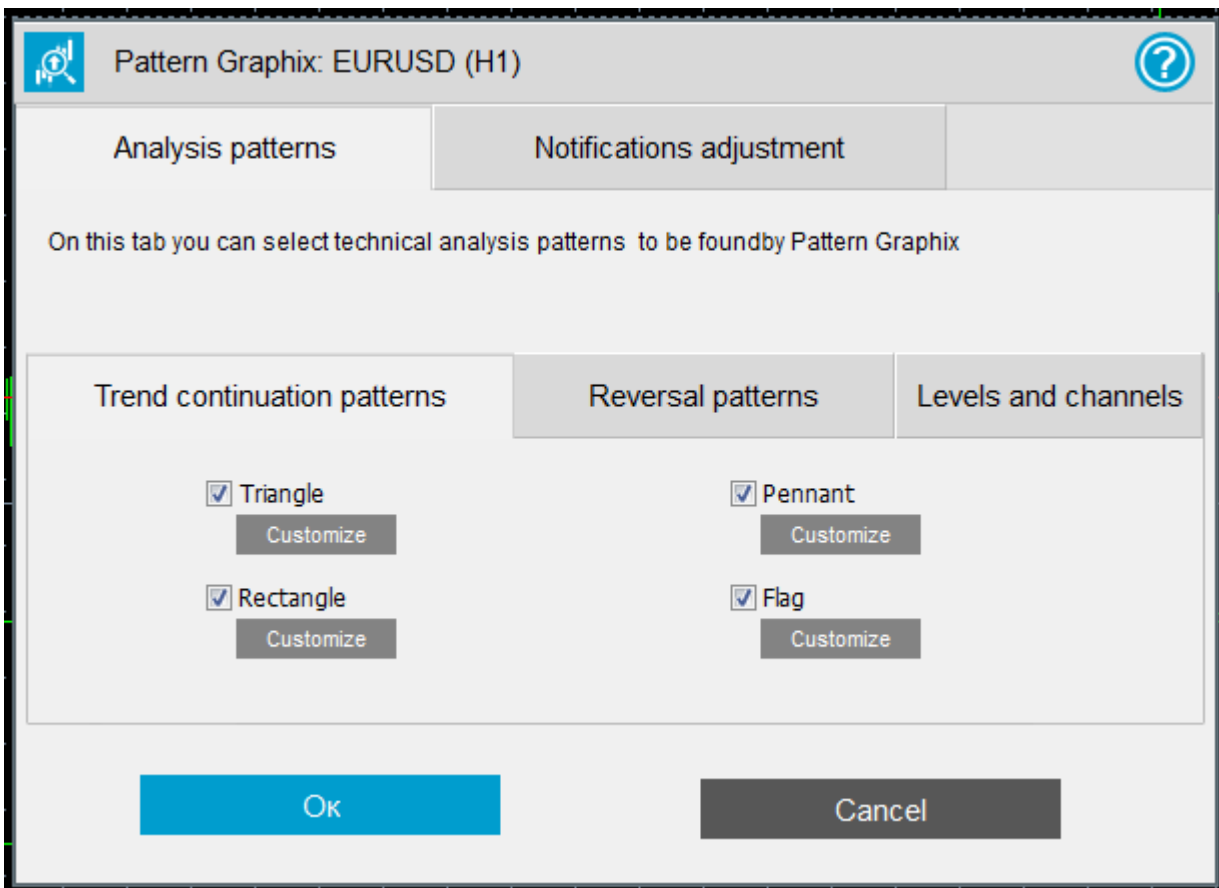 Pattern Graphix: EURUSD (H1)
?
Analysis patterns
Notifications adjustment
On this tab you can select technical analysis patterns  to be foundby Pattern Graphix
Trend continuation patterns
Reversal patterns
Levels and channels
Triangle
Customize
Pennant
Customize
Rectangle
Customize
Flag
Customize
Ок
Cancel